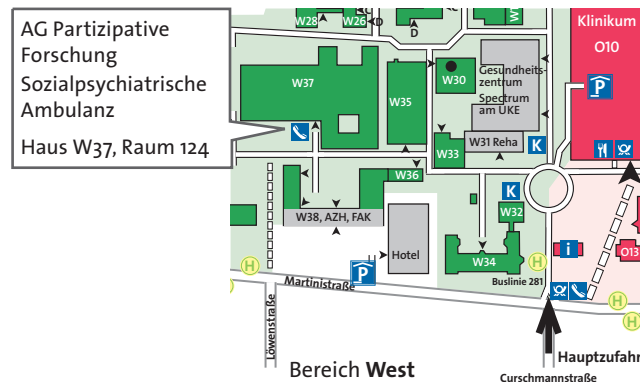 AG Partizipative
Forschung
Sozialpsychiatrische
Ambulanz
Haus W37, Raum 124
W28
W26
D
D
Klinikum
O10
W37
W35
W30
Gesundheits-
zentrum
Spectrum
am UKE
P
W31 Reha
K
W33
W36
K
W32
W38, AZH, FAK
Hotel
W34
i
O13
H
H
P
Buslinie 281
Martinistraße
H
H
Löwenstraße
Hauptzufahr
Bereich West
Curschmannstraße